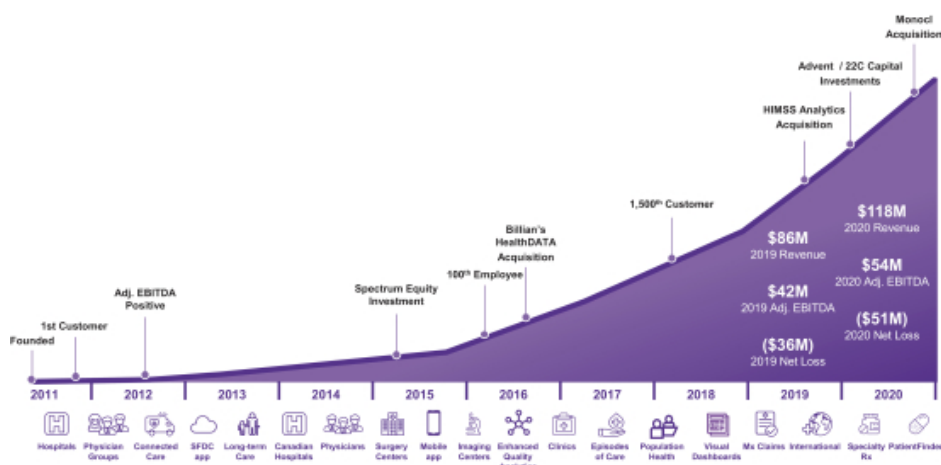 Monocl
Acquisition
Advent / 22C Capital
Investments
HIMSS Analytics
Acquisition
1,500th Customer
Billian's
HealthDATA
Acquisition
100th Employee
Spectrum Equity
Investment
Adj. EBITDA
Positive
1st Customer
Founded
$86M
2019 Revenue
$42M
2019 Adj. EBITDA
($36M)
2019 Net Loss
$118M
2020 Revenue
$54M
2020 Adj. EBITDA
($51M)
2020 Net Loss
2011 2012 2013 2014 2015 2016 2017 2018 2019 2020
Hospitals
Physician
Groups
Connected
Care
SFDC
app
Long-term
Care
Canadian
Hospitals
Physicians
Surgery
Centers
Mobile
app
Imaging
Centers
Enhanced
Quality
Clinics
Episodes
of Care
Population
Health
Visual
Dashboards
Mx Claims
International
Specialty
Rx
PatientFinder